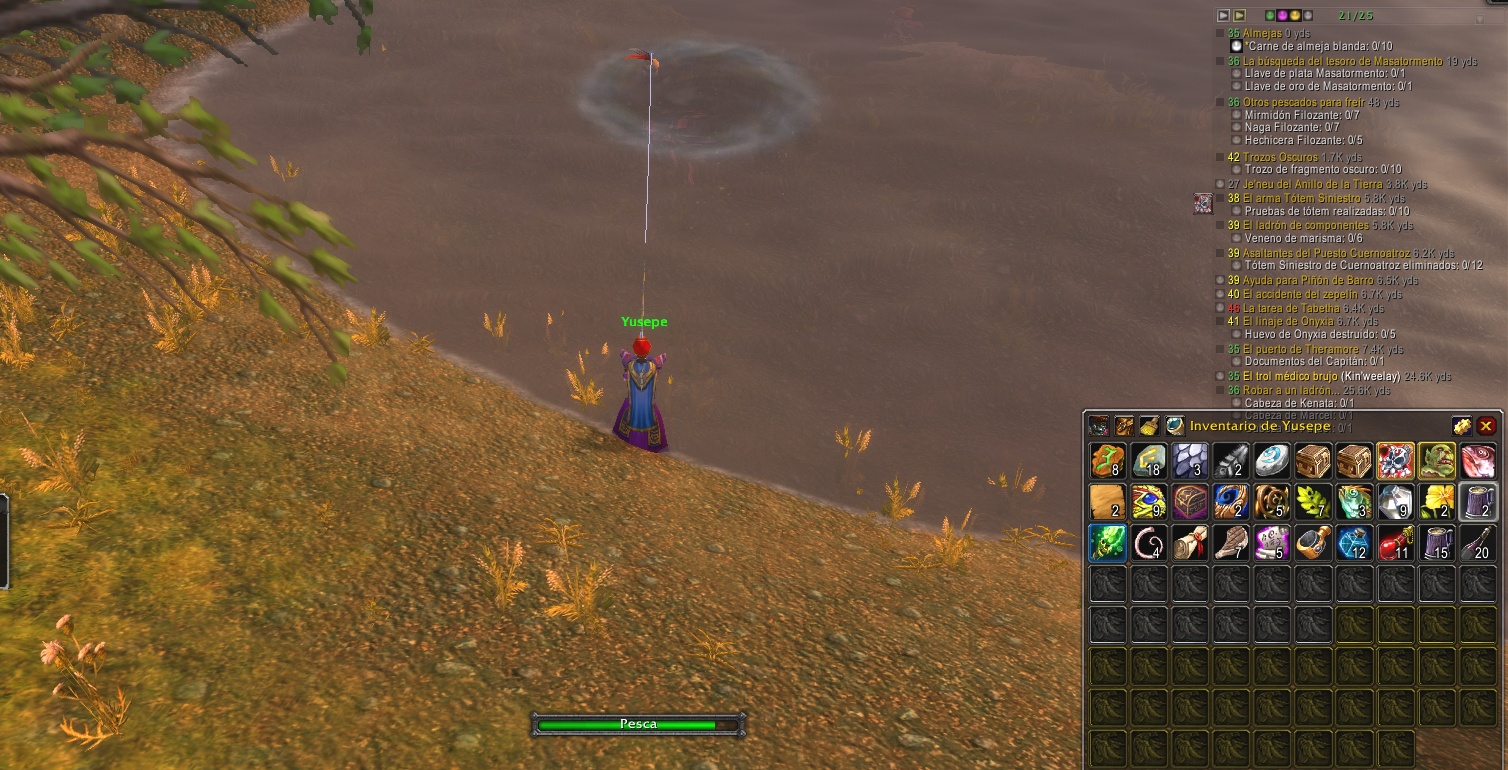 21/25
35 Almejas 0 yds
*Carne de almeja blanda: 0/10
36 La búsqueda del tesoro de Masatormento 19 yds
Llave de plata Masatormento: 0/1
Llave de oro de Masatormento: 0/1
36 Otros pescados para freír 48 yds
Mirmidón Filozante: 0/7
Naga Filozante: 0/7
Hechicera Filozante: 0/5
42 Trozos Oscuros 1.7K yds
Trozo de fragmento oscuro: 0/10
27 Je'neu del Anillo de la Tierra 3.8K yds
38 El arma Tótem Siniestro 5.8K yds
Pruebas de tótem realizadas: 0/10
39 El ladrón de componentes 5.8K yds
Veneno de marisma: 0/6
39 Asaltantes del Puesto Cuernoatroz 6.2K yds
Tótem Siniestro de Cuernoatroz eliminados: 0/12
39 Ayuda para Piñón de Barro 6.5K yds
40 El accidente del zepelín 6.7K yds
La tarea de Tabetha 6.4K yds
41 El linaje de Onyxia 6.7K yds
Huevo de Onyxia destruido: 0/5
35 El puerto de Theramore 7.4K yds
Documentos del Capitán: 0/1
35 El trol médico brujo (Kin'weelay) 24.6K yds
36 Robar a un ladrón... 25.6K yds
Cabeza de Kenata: 0/1
Cabeza de Marcel: 0/1
Yusepe
Inventario de Yusepe
8 18 3 2
2 9 2 5 7 3 9 2 2
4 7 5 12 11 15 20
Pesca